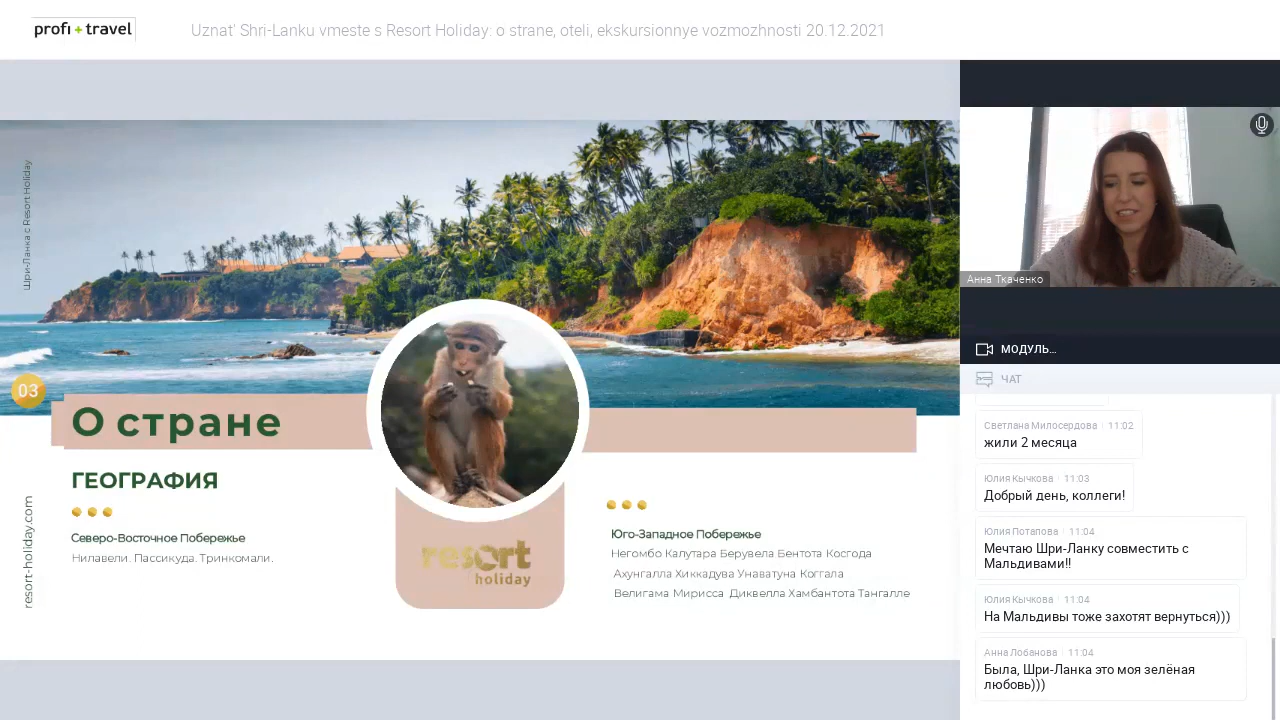 profi + travel
Uznat' Shri-Lanku vmeste s Resort Holiday: o strane, oteli, ekskursionnye vozmozhnosti 20.12.2021
Шри-Ланка с Resort Holiday
03
О стране
ГЕОГРАФИЯ
Северо-Восточное Побережье
Нилавели. Пассикуда. Тринкомали.
resort
holiday
Юго-Западное Побережье
Негомбо Калутара Берувела Бентота Косгода
Ахунгалла Хиккадува Унаватуна Коггала
Велигама Мирисса Диквелла Хамбантота Тангалле
resort-holiday.com
Анна Ткаченко
МОДУЛЬ...
ЧАТ
Светлана Милосердова 11:02
жили 2 месяца
Юлия Кычкова 11:03
Добрый день, коллеги!
Юлия Потапова 11:04
Мечтаю Шри-Ланку совместить с
Мальдивами!!
Юлия Кычкова 11:04
На Мальдивы тоже захотят вернуться)))
Анна Лобанова 11:04
Была, Шри-Ланка это моя зелёная
любовь)))